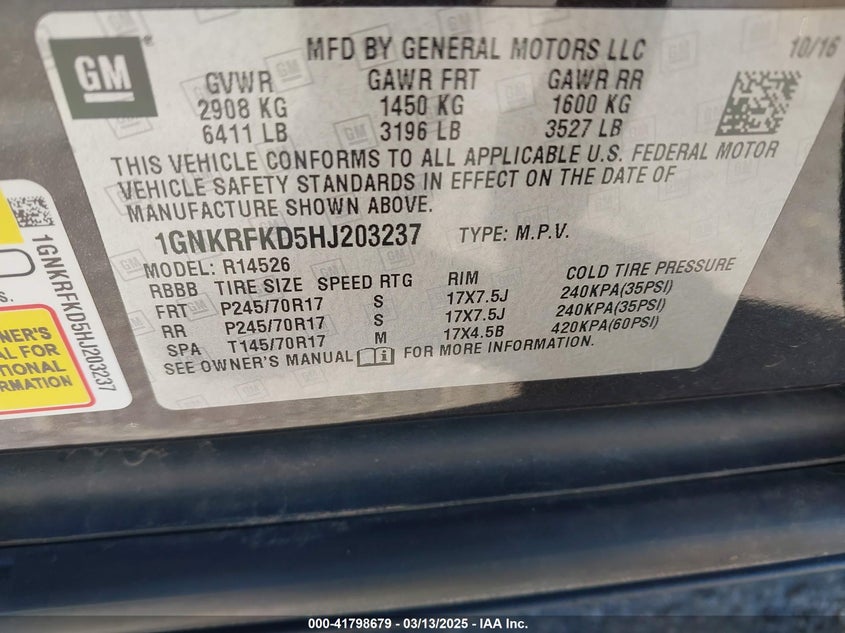 GM
MFD BY GENERAL MOTORS LLC
10/16
GVWR GAWR FRT GAWR RR
2908 KG 1450 KG 1600 KG
6411 LB 3196 LB 3527 LB
THIS VEHICLE CONFORMS TO ALL APPLICABLE U.S. FEDERAL MOTOR
VEHICLE SAFETY STANDARDS IN EFFECT ON THE DATE OF
MANUFACTURE SHOWN ABOVE.
1GNKRFKD5HJ203237 TYPE: M.P.V.
MODEL: R14526
RBBB TIRE SIZE SPEED RTG RIM COLD TIRE PRESSURE
FRT P245/70R17 S 17X7.5J 240KPA(35PSI)
RR P245/70R17 S 17X7.5J 240KPA(35PSI)
SPA T145/70R17 M 17X4.5B 420KPA(60PSI)
SEE OWNER'S MANUAL FOR MORE INFORMATION.
1GNKRFKD5HJ203237
S.
OWNER'S
FOR
000-41798679 — 03/13/2025 — IAA Inc.